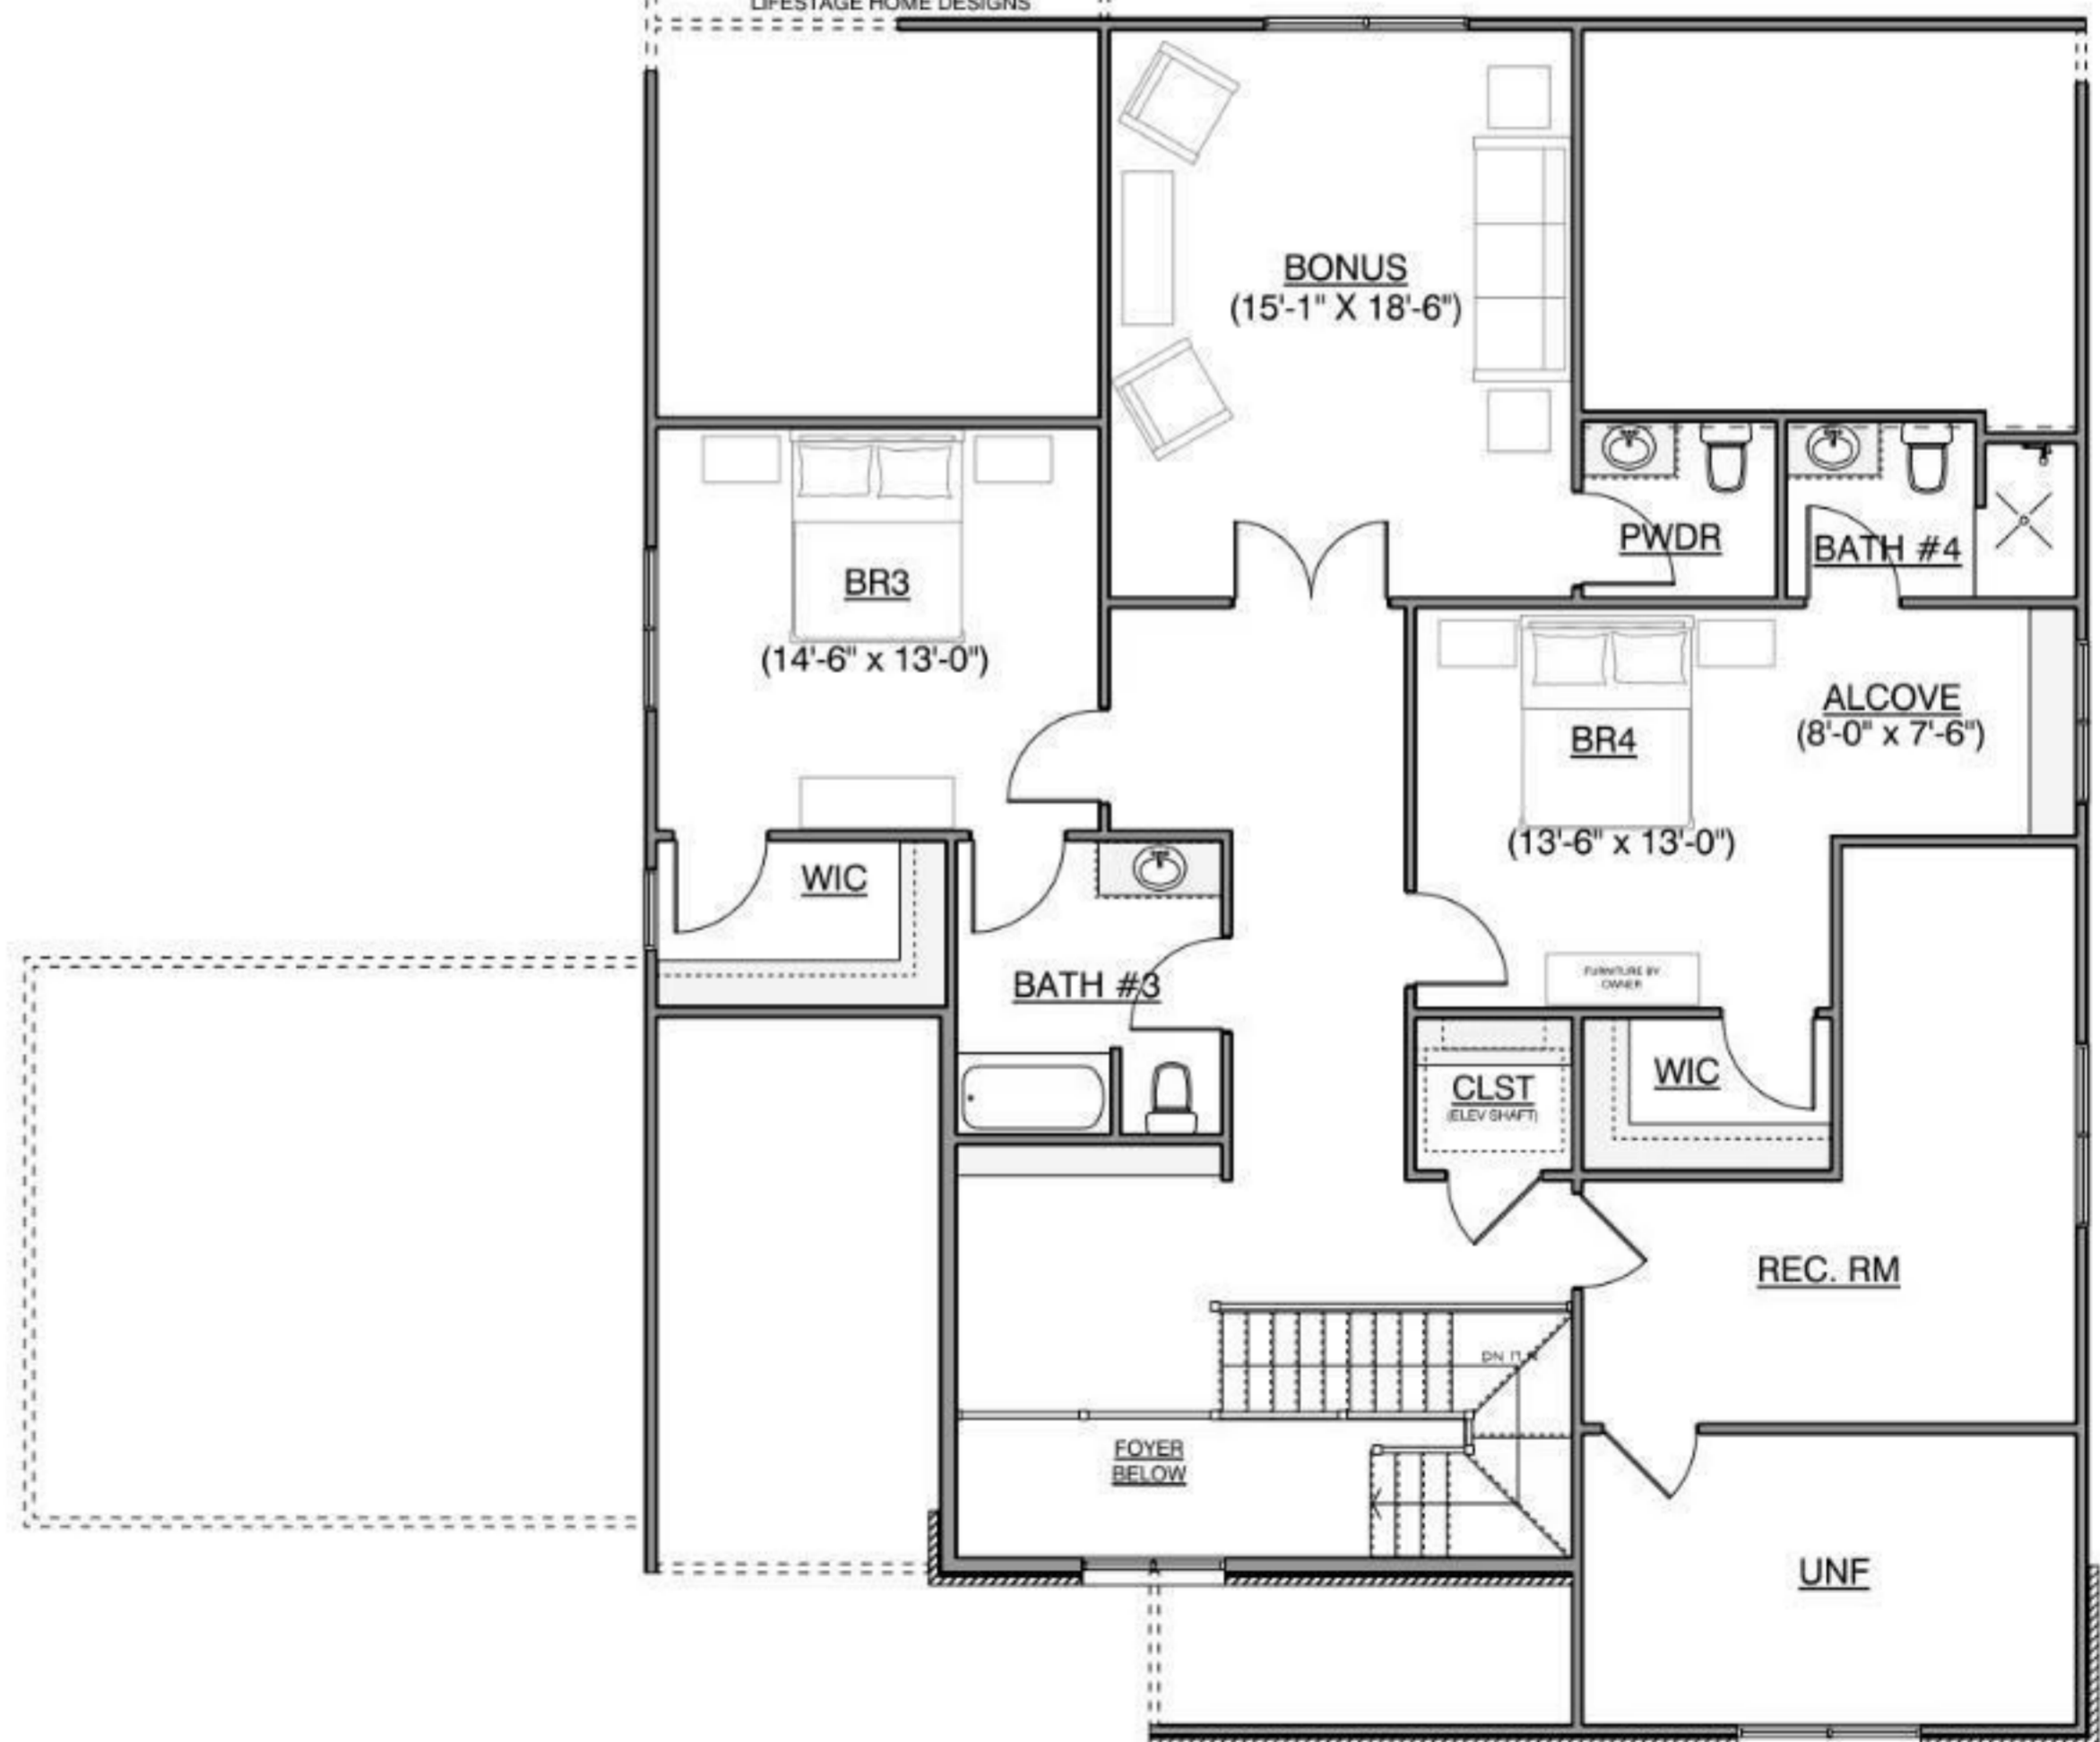 LIFESTAGE HOME DESIGNS
BONUS
(15'-1" X 18'-6")
PWDR
BATH #4
BR3
(14'-6" x 13'-0")
ALCOVE
(8'-0" x 7'-6")
BR4
(13'-6" x 13'-0")
WIC
FURNITURE BY
OWNER
BATH #3
WIC
CLST
(ELEV SHAFT)
REC. RM
DN
FOYER
BELOW
UNF